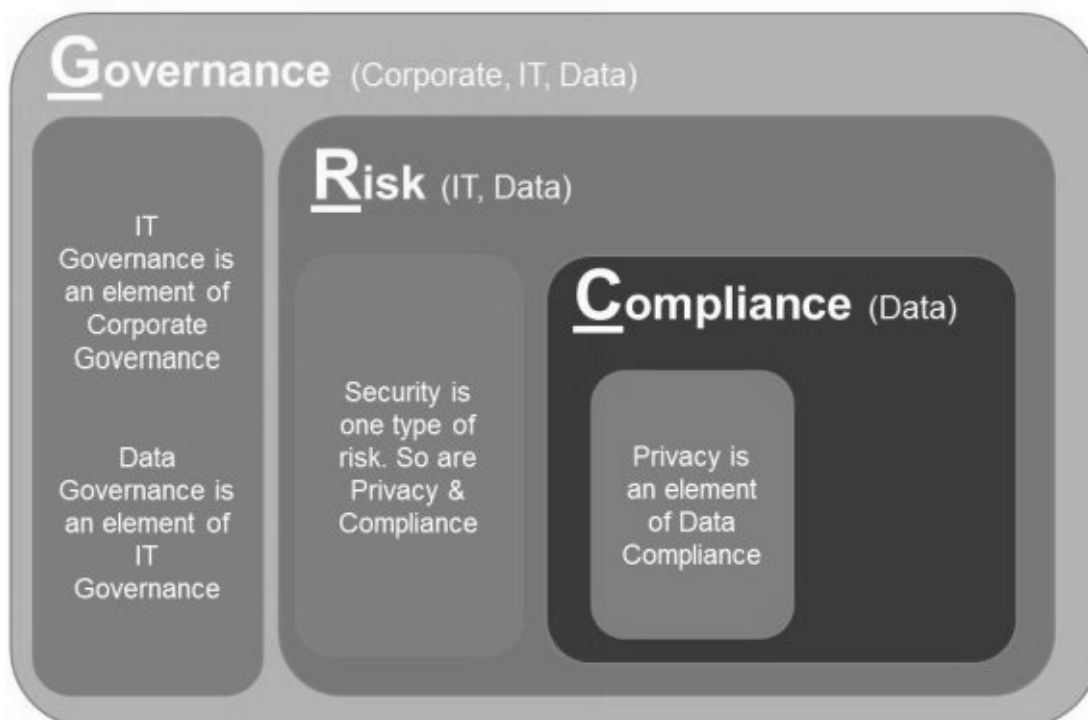 Governance (Corporate, IT, Data)
IT
Governance is
an element of
Corporate
Governance
Data
Governance is
an element of
IT
Governance
Risk (IT, Data)
Security is
one type of
risk. So are
Privacy &
Compliance
Compliance (Data)
Privacy is
an element
of Data
Compliance